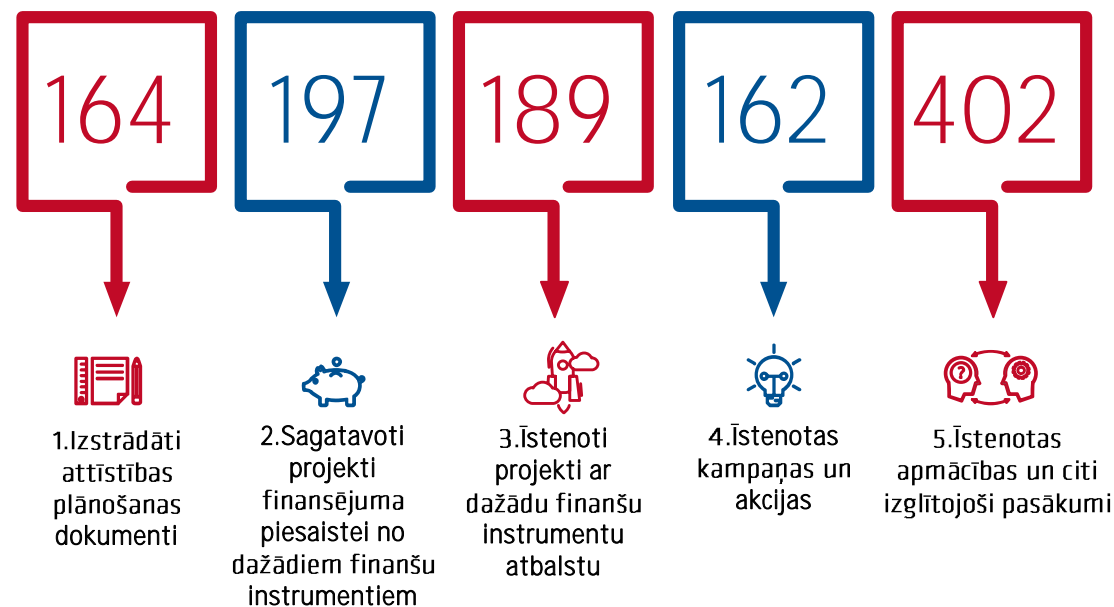 164
1.Izstrādāti
attīstības
plānošanas
dokumenti
197
2.Sagatavoti
projekti
finansējuma
piesaistei no
dažādiem finanšu
instrumentiem
189
3.Īstenoti
projekti ar
dažādu finanšu
instrumentu
atbalstu
162
4.Īstenotas
kampaņas un
akcijas
402
?
5.Īstenotas
apmācības un citi
izglītojoši pasākumi